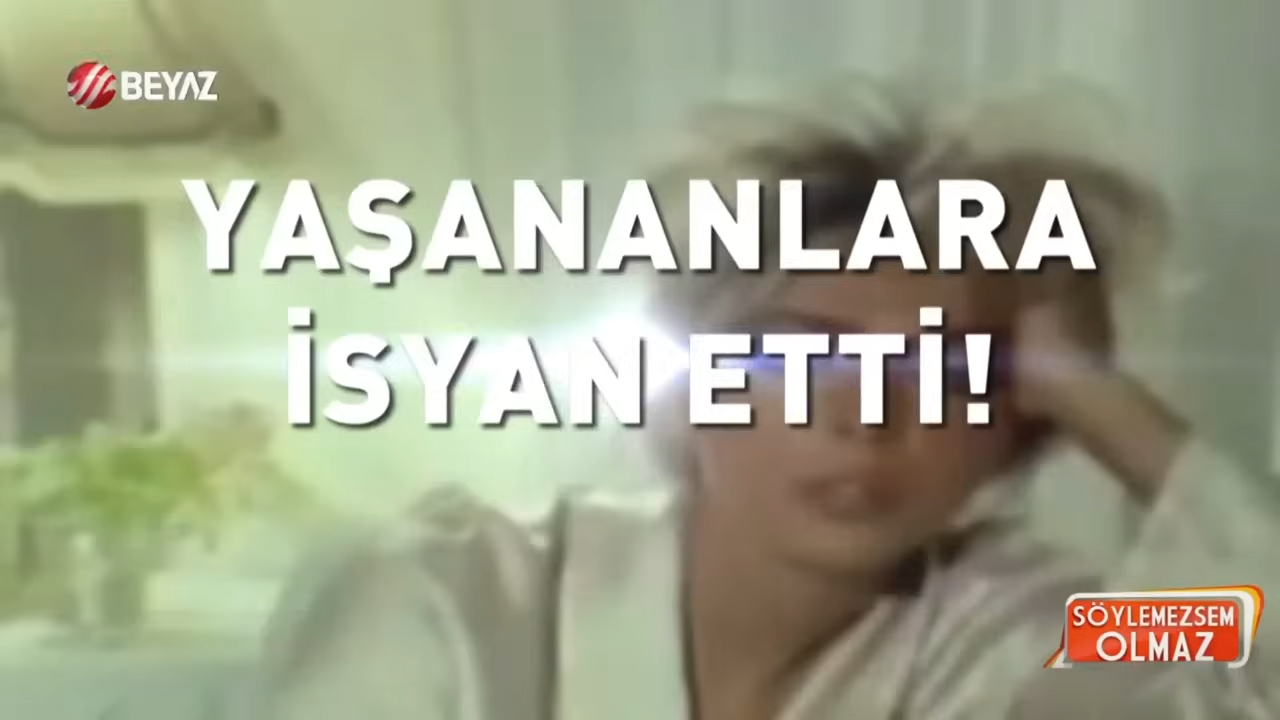 BEYAZ
YAŞANANLARA
İSYAN ETTİ!
SÖYLEMEZSEM
OLMAZ